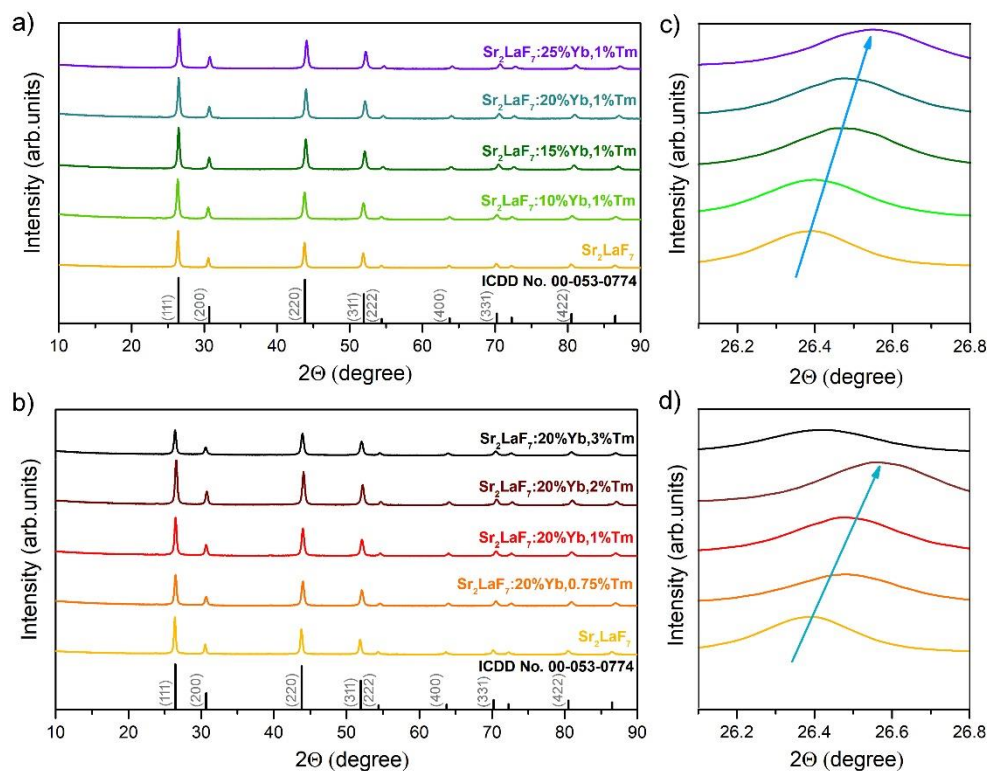 a)
Intensity (arb.units)
Sr₂LaF₇:25%Yb,1%Tm
Sr₂LaF₇:20%Yb,1%Tm
Sr₂LaF₇:15%Yb,1%Tm
Sr₂LaF₇:10%Yb,1%Tm
Sr₂LaF₇
ICDD No. 00-053-0774
(111) (200) (220) (311) (222) (400) (331) (422)
10 20 30 40 50 60 70 80 90
2Θ (degree)
c)
Intensity (arb.units)
26.2 26.4 26.6 26.8
2Θ (degree)
b)
Intensity (arb.units)
Sr₂LaF₇:20%Yb,3%Tm
Sr₂LaF₇:20%Yb,2%Tm
Sr₂LaF₇:20%Yb,1%Tm
Sr₂LaF₇:20%Yb,0.75%Tm
Sr₂LaF₇
ICDD No. 00-053-0774
(111) (200) (220) (311) (222) (400) (331) (422)
10 20 30 40 50 60 70 80 90
2Θ (degree)
d)
Intensity (arb.units)
26.2 26.4 26.6 26.8
2Θ (degree)